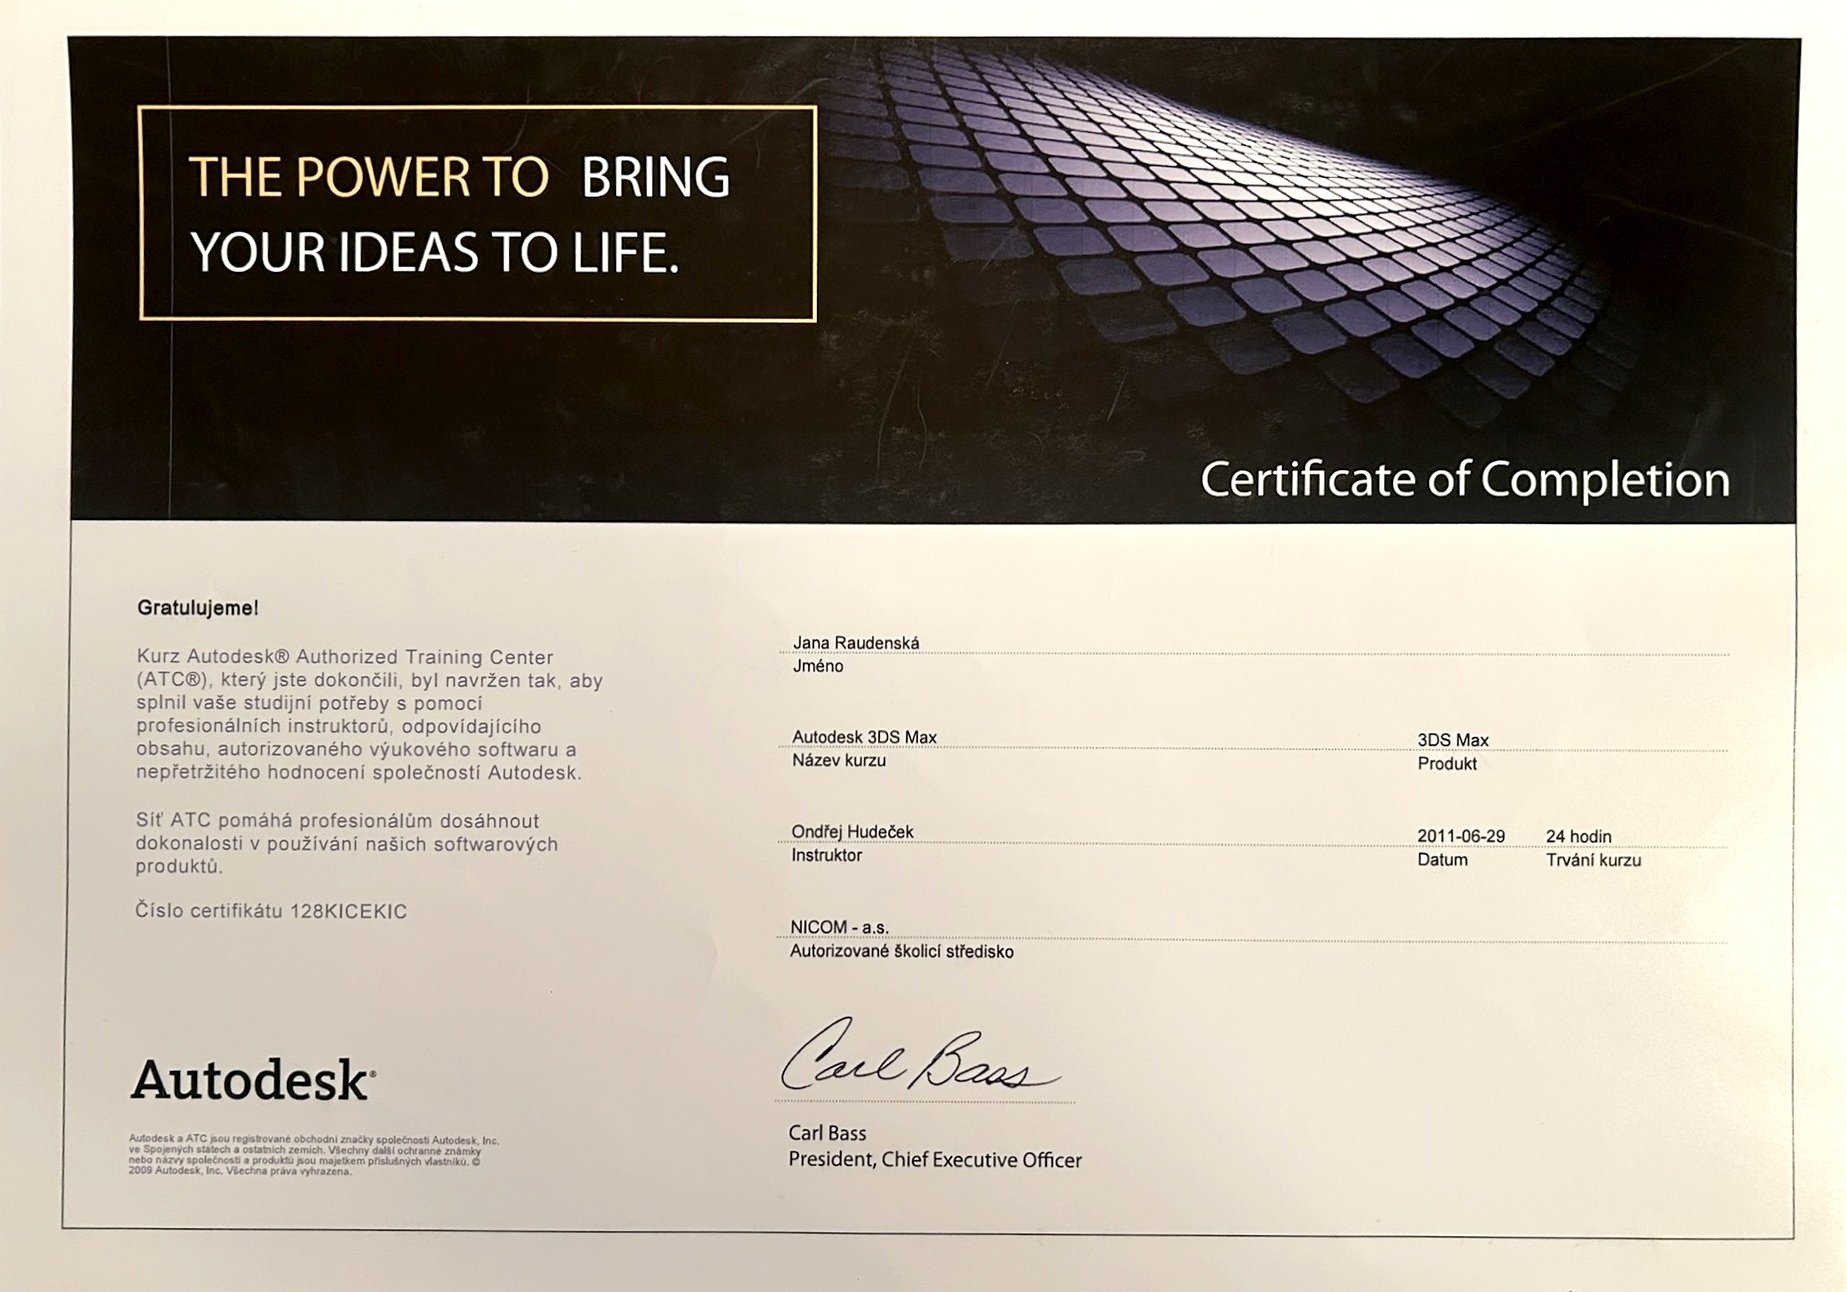 THE POWER TO BRING
YOUR IDEAS TO LIFE.
Certificate of Completion
Gratulujeme!
Kurz Autodesk® Authorized Training Center
(ATC®), který jste dokončili, byl navržen tak, aby
splnil vaše studijní potřeby s pomocí
profesionálních instruktorů, odpovídajícího
obsahu, autorizovaného výukového softwaru a
nepřetržitého hodnocení společností Autodesk.
Síť ATC pomáhá profesionálům dosáhnout
dokonalosti v používání našich softwarových
produktů.
Číslo certifikátu 128KICEKIC
Jana Raudenská
Jméno
Autodesk 3DS Max 3DS Max
Název kurzu Produkt
Ondřej Hudeček 2011-06-29 24 hodin
Instruktor Datum Trvání kurzu
NICOM - a.s.
Autorizované školicí středisko
Carl Bass
Carl Bass
President, Chief Executive Officer
Autodesk®
Autodesk a ATC jsou registrované obchodní značky společnosti Autodesk, Inc.
ve Spojených státech a ostatních zemích. Všechny další ochranné známky
nebo názvy společností a produktů jsou majetkem příslušných vlastníků. ©
2009 Autodesk, Inc. Všechna práva vyhrazena.